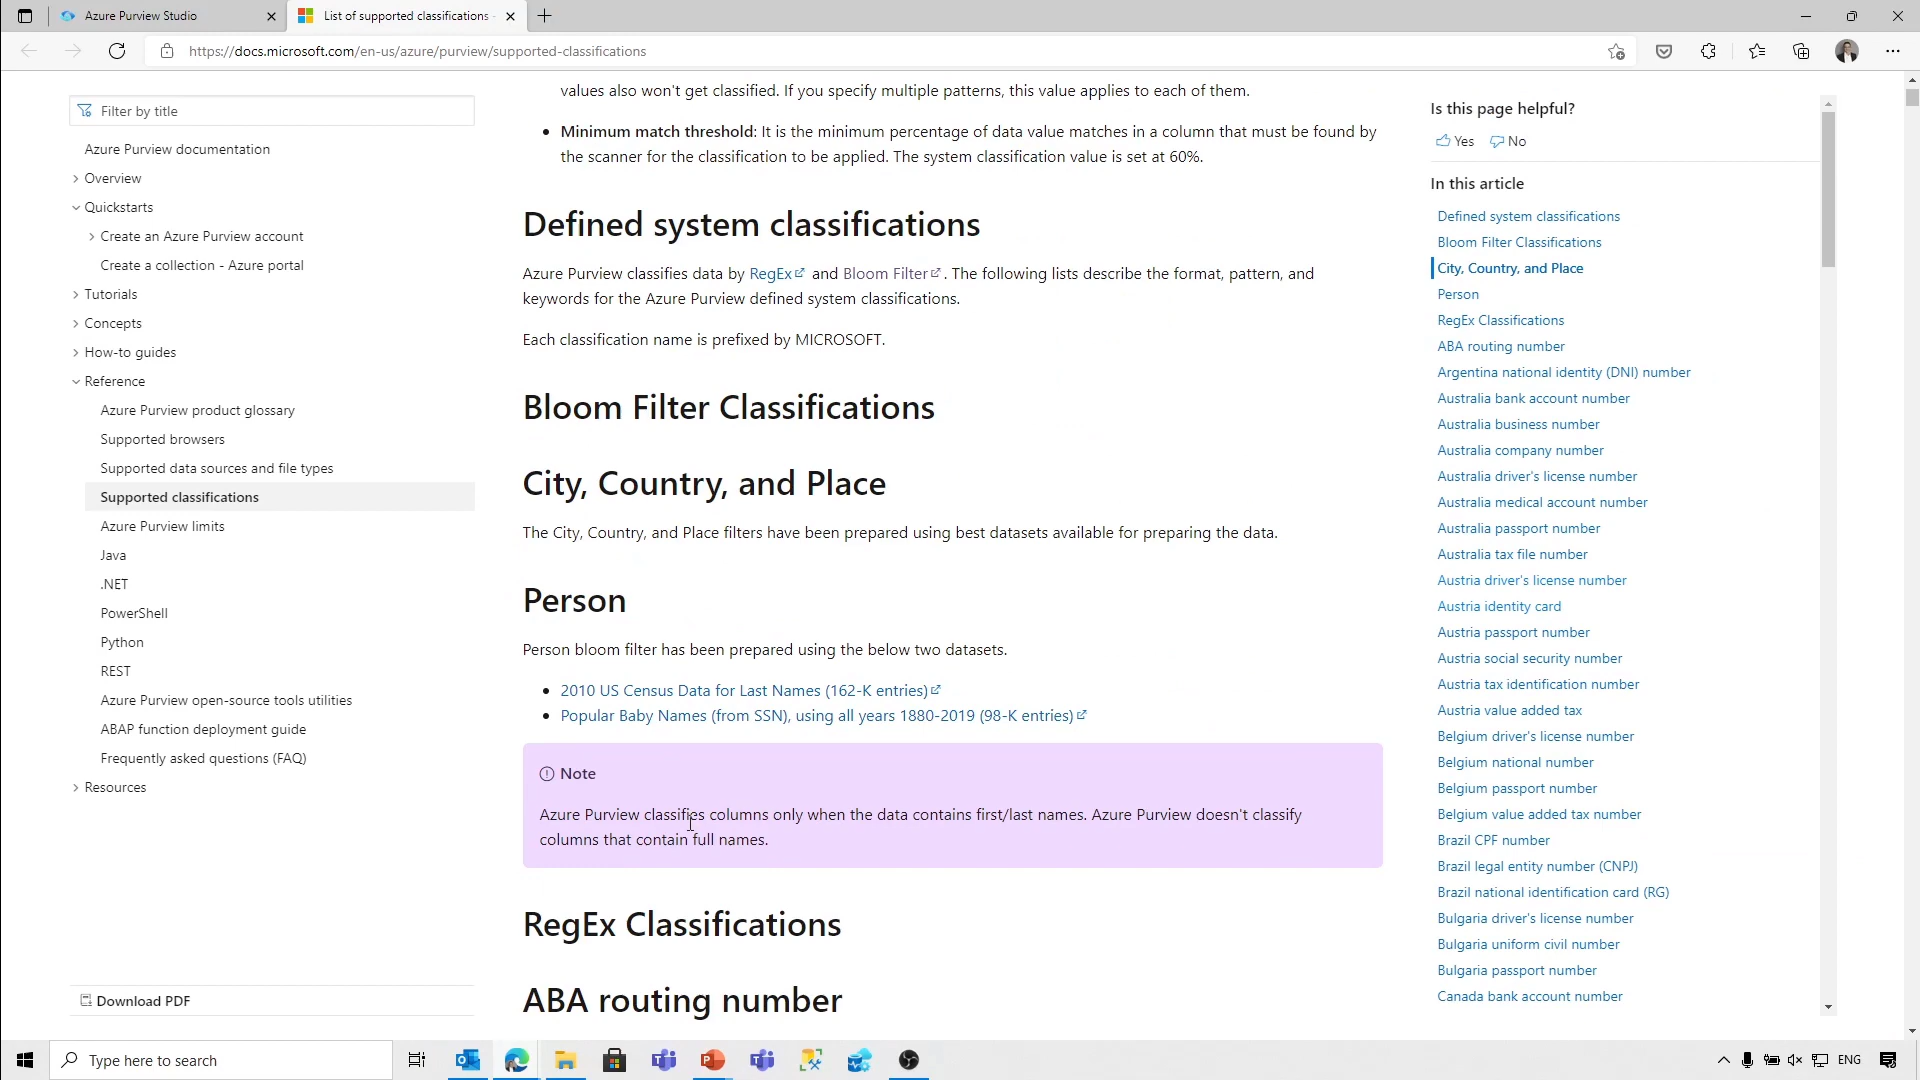 Azure Purview Studio
List of supported classifications -
https://docs.microsoft.com/en-us/azure/purview/supported-classifications
Filter by title
Azure Purview documentation
Overview
Quickstarts
Create an Azure Purview account
Create a collection - Azure portal
Tutorials
Concepts
How-to guides
Reference
Azure Purview product glossary
Supported browsers
Supported data sources and file types
Supported classifications
Azure Purview limits
Java
.NET
PowerShell
Python
REST
Azure Purview open-source tools utilities
ABAP function deployment guide
Frequently asked questions (FAQ)
Resources
Download PDF
values also won't get classified. If you specify multiple patterns, this value applies to each of them.
• Minimum match threshold: It is the minimum percentage of data value matches in a column that must be found by
the scanner for the classification to be applied. The system classification value is set at 60%.
Defined system classifications
Azure Purview classifies data by RegEx and Bloom Filter. The following lists describe the format, pattern, and
keywords for the Azure Purview defined system classifications.
Each classification name is prefixed by MICROSOFT.
Bloom Filter Classifications
City, Country, and Place
The City, Country, and Place filters have been prepared using best datasets available for preparing the data.
Person
Person bloom filter has been prepared using the below two datasets.
• 2010 US Census Data for Last Names (162-K entries)
• Popular Baby Names (from SSN), using all years 1880-2019 (98-K entries)
Note
Azure Purview classifies columns only when the data contains first/last names. Azure Purview doesn't classify
columns that contain full names.
RegEx Classifications
ABA routing number
Is this page helpful?
Yes No
In this article
Defined system classifications
Bloom Filter Classifications
City, Country, and Place
Person
RegEx Classifications
ABA routing number
Argentina national identity (DNI) number
Australia bank account number
Australia business number
Australia company number
Australia driver's license number
Australia medical account number
Australia passport number
Australia tax file number
Austria driver's license number
Austria identity card
Austria passport number
Austria social security number
Austria tax identification number
Austria value added tax
Belgium driver's license number
Belgium national number
Belgium passport number
Belgium value added tax number
Brazil CPF number
Brazil legal entity number (CNPJ)
Brazil national identification card (RG)
Bulgaria driver's license number
Bulgaria uniform civil number
Bulgaria passport number
Canada bank account number
Type here to search
ENG